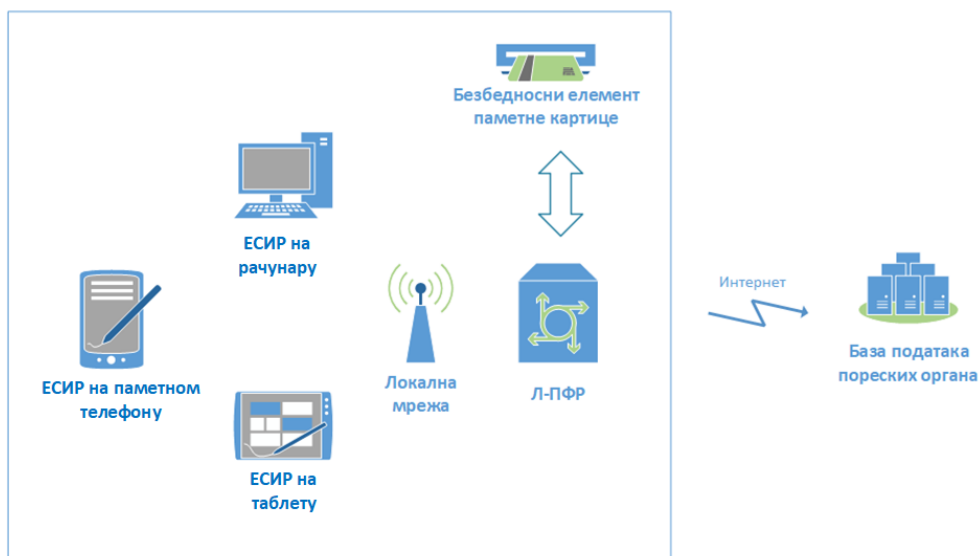 Безбедносни елемент
паметне картице
ЕСИР на
рачунару
ЕСИР на паметном
телефону
ЕСИР на
таблету
Локална
мрежа
Л-ПФР
Интернет
База података
пореских органа